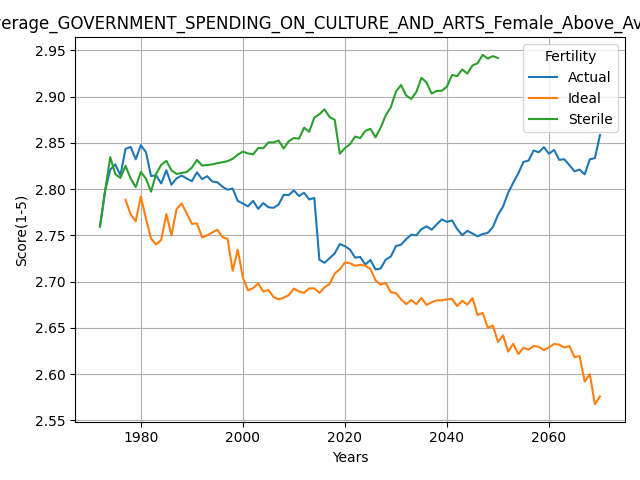 verage_GOVERNMENT_SPENDING_ON_CULTURE_AND_ARTS_Female_Above_Av
Score(1-5)
2.95
2.90
2.85
2.80
2.75
2.70
2.65
2.60
2.55
Fertility
Actual
Ideal
Sterile
1980 2000 2020 2040 2060
Years